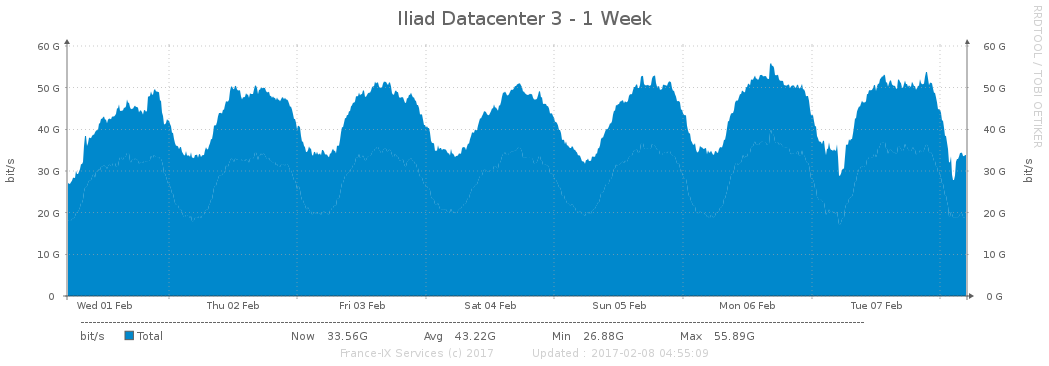 Iliad Datacenter 3 - 1 Week
RRDTOOL / TOBI OETIKER
60 G 60 G
50 G 50 G
40 G 40 G
30 G 30 G
20 G 20 G
10 G 10 G
0 0 G
bit/s bit/s
Wed 01 Feb Thu 02 Feb Fri 03 Feb Sat 04 Feb Sun 05 Feb Mon 06 Feb Tue 07 Feb
bit/s Total Now 33.56G Avg 43.22G Min 26.88G Max 55.89G
France-IX Services (c) 2017 Updated : 2017-02-08 04:55:09